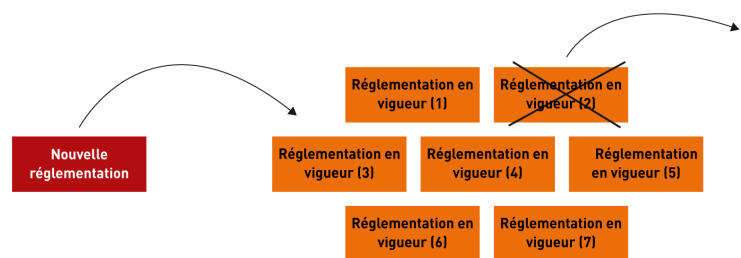 Réglementation en
vigueur (1)
Réglementation en
vigueur (2)
Nouvelle
réglementation
Réglementation en
vigueur (3)
Réglementation en
vigueur (4)
Réglementation
en vigueur (5)
Réglementation en
vigueur (6)
Réglementation en
vigueur (7)